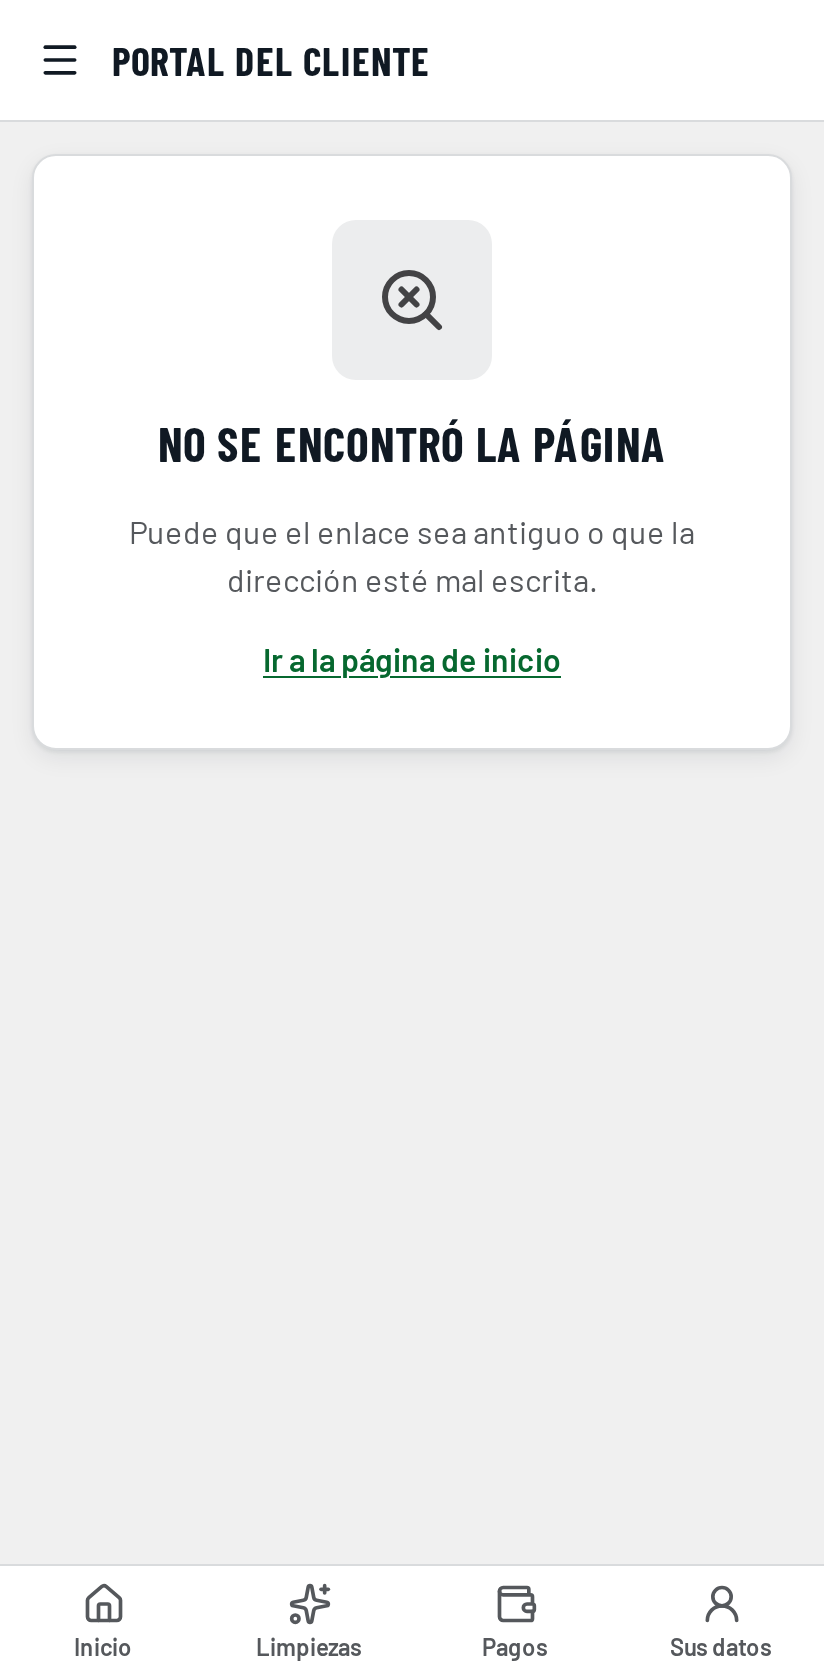 PORTAL DEL CLIENTE
NO SE ENCONTRÓ LA PÁGINA
Puede que el enlace sea antiguo o que la
dirección esté mal escrita.
Ir a la página de inicio
Inicio
Limpiezas
Pagos
Sus datos